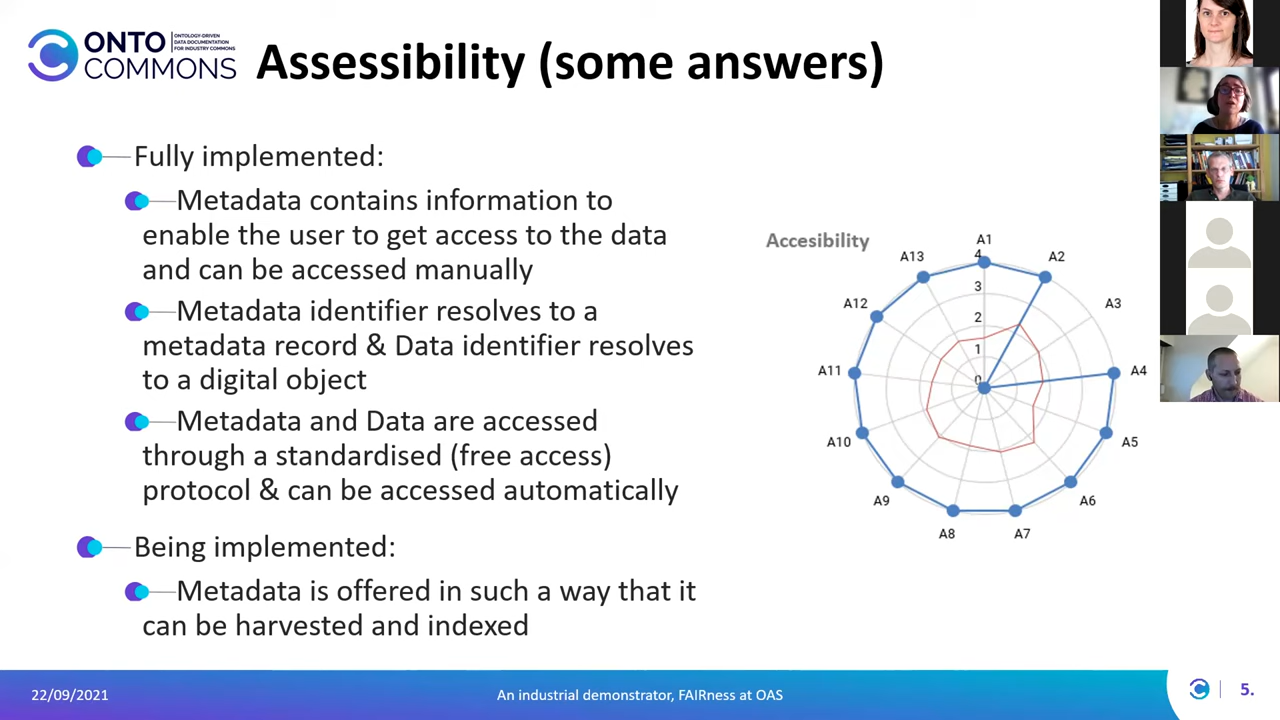 ONTO
COMMONS
ONTOLOGY-DRIVEN
DATA DOCUMENTATION
FOR INDUSTRY COMMONS
Assessibility (some answers)
Fully implemented:
Metadata contains information to
enable the user to get access to the data
and can be accessed manually
Metadata identifier resolves to a
metadata record & Data identifier resolves
to a digital object
Metadata and Data are accessed
through a standardised (free access)
protocol & can be accessed automatically
Being implemented:
Metadata is offered in such a way that it
can be harvested and indexed
Accesibility
A1
A2
A3
A4
A5
A6
A7
A8
A9
A10
A11
A12
A13
4
3
2
1
0
22/09/2021
An industrial demonstrator, FAIRness at OAS
5.